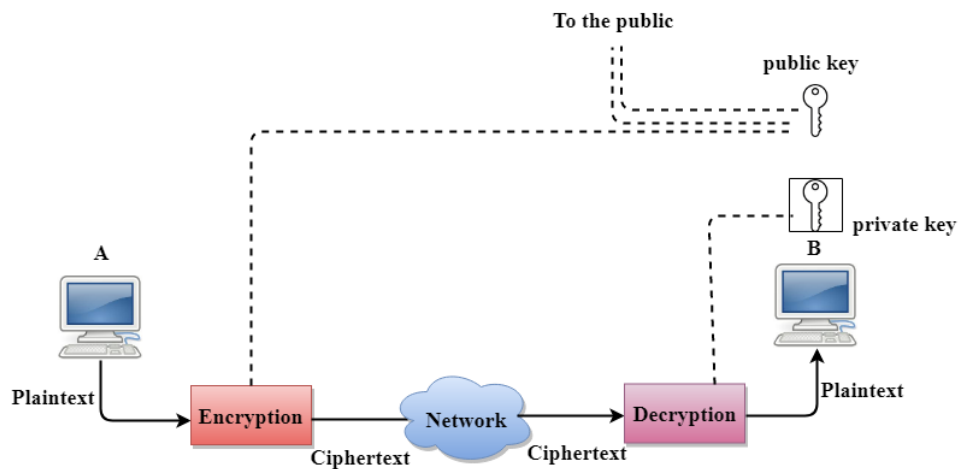 To the public
public key
private key
A
B
Plaintext
Encryption
Ciphertext
Network
Ciphertext
Decryption
Plaintext